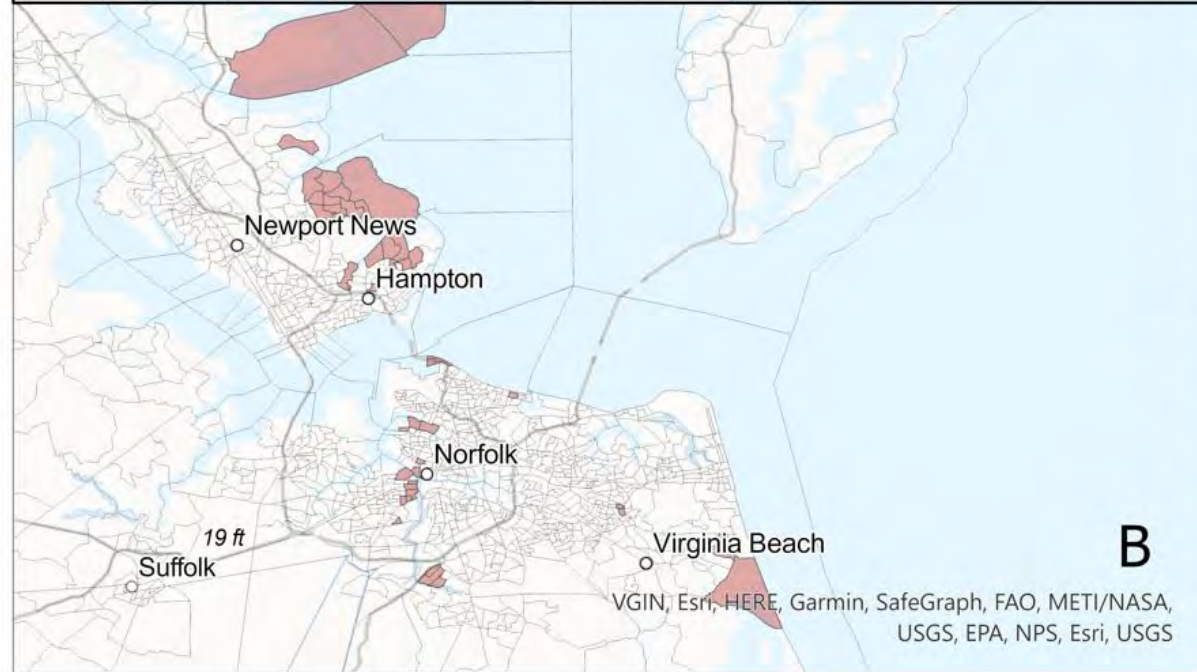 Newport News
Hampton
Norfolk
19 ft
Suffolk
Virginia Beach
B
VGIN, Esri, HERE, Garmin, SafeGraph, FAO, METI/NASA,
USGS, EPA, NPS, Esri, USGS